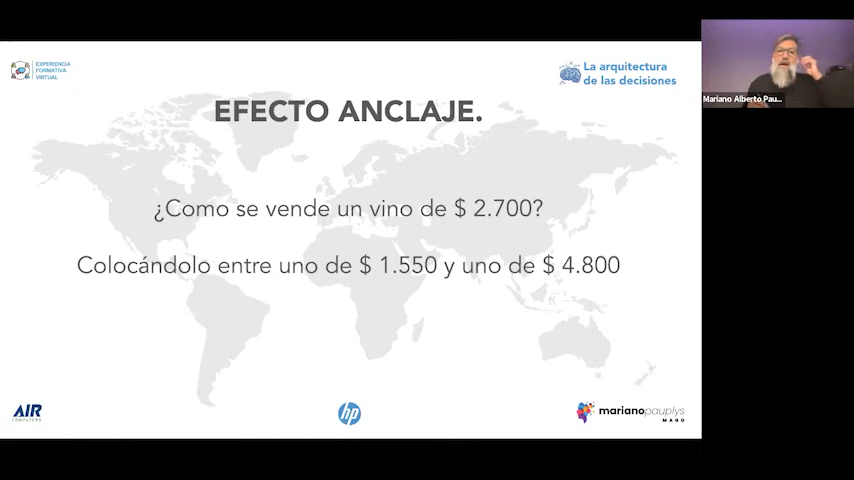 EXPERIENCIA
FORMATIVA
VIRTUAL
La arquitectura
de las decisiones
EFECTO ANCLAJE.
¿Como se vende un vino de $ 2.700?
Colocándolo entre uno de $ 1.550 y uno de $ 4.800
AIR
COMPUTERS
hp
marianopauplys
MAGO
Mariano Alberto Pau...